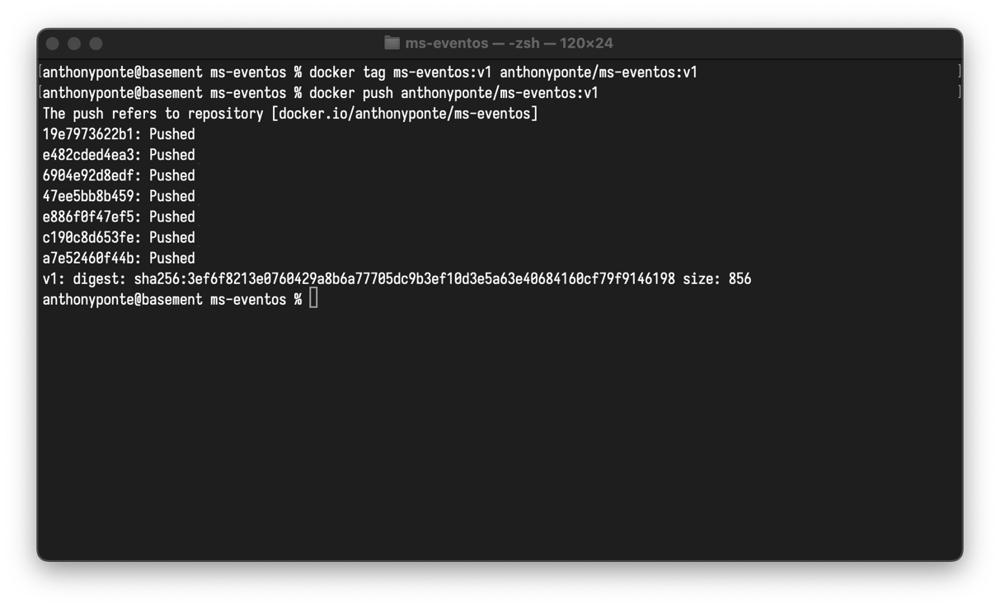 ms-eventos — -zsh — 120×24
[anthonyponte@basement ms-eventos % docker tag ms-eventos:v1 anthonyponte/ms-eventos:v1 ]
[anthonyponte@basement ms-eventos % docker push anthonyponte/ms-eventos:v1 ]
The push refers to repository [docker.io/anthonyponte/ms-eventos]
19e7973622b1: Pushed
e482cded4ea3: Pushed
6904e92d8edf: Pushed
47ee5bb8b459: Pushed
e886f0f47ef5: Pushed
c190c8d653fe: Pushed
a7e52460f44b: Pushed
v1: digest: sha256:3ef6f8213e0760429a8b6a77705dc9b3ef10d3e5a63e40684160cf79f9146198 size: 856
anthonyponte@basement ms-eventos %